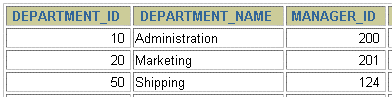 DEPARTMENT_ID DEPARTMENT_NAME MANAGER_ID
10 Administration 200
20 Marketing 201
50 Shipping 124